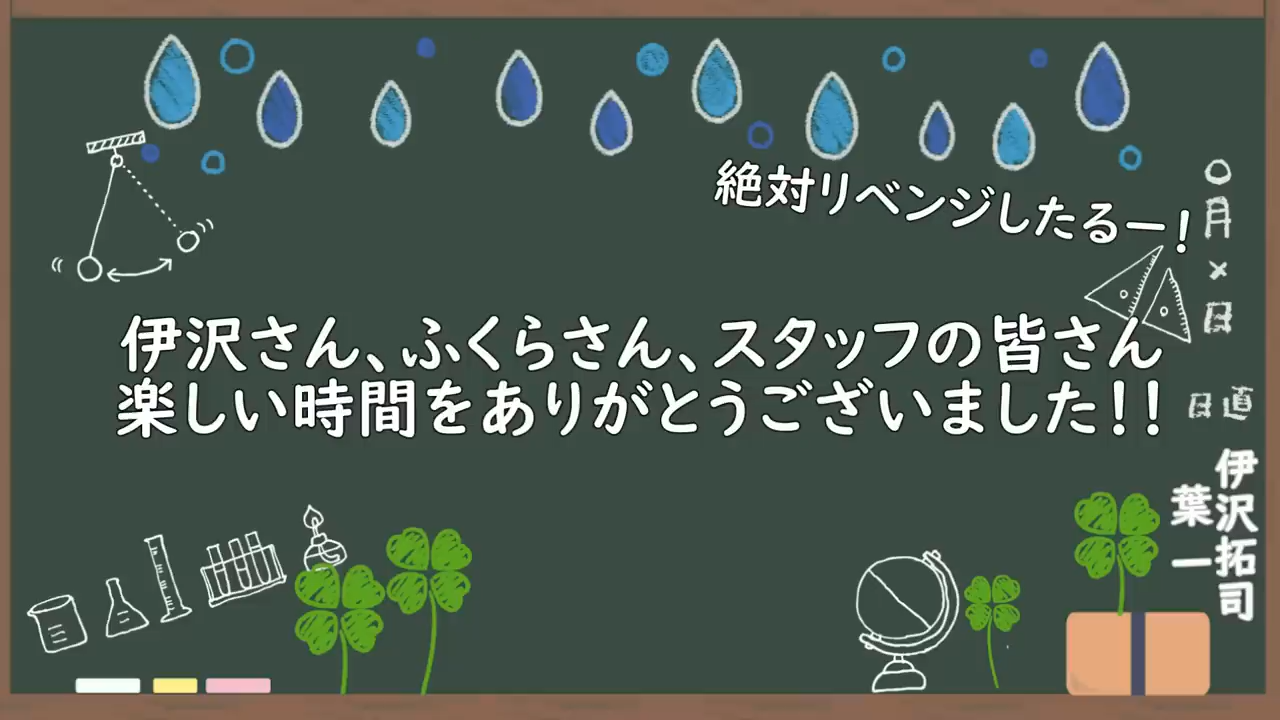 絶対リベンジしたるー！
伊沢さん、ふくらさん、スタッフの皆さん
楽しい時間をありがとうございました！！
○月×日
日直
伊沢拓司
葉一